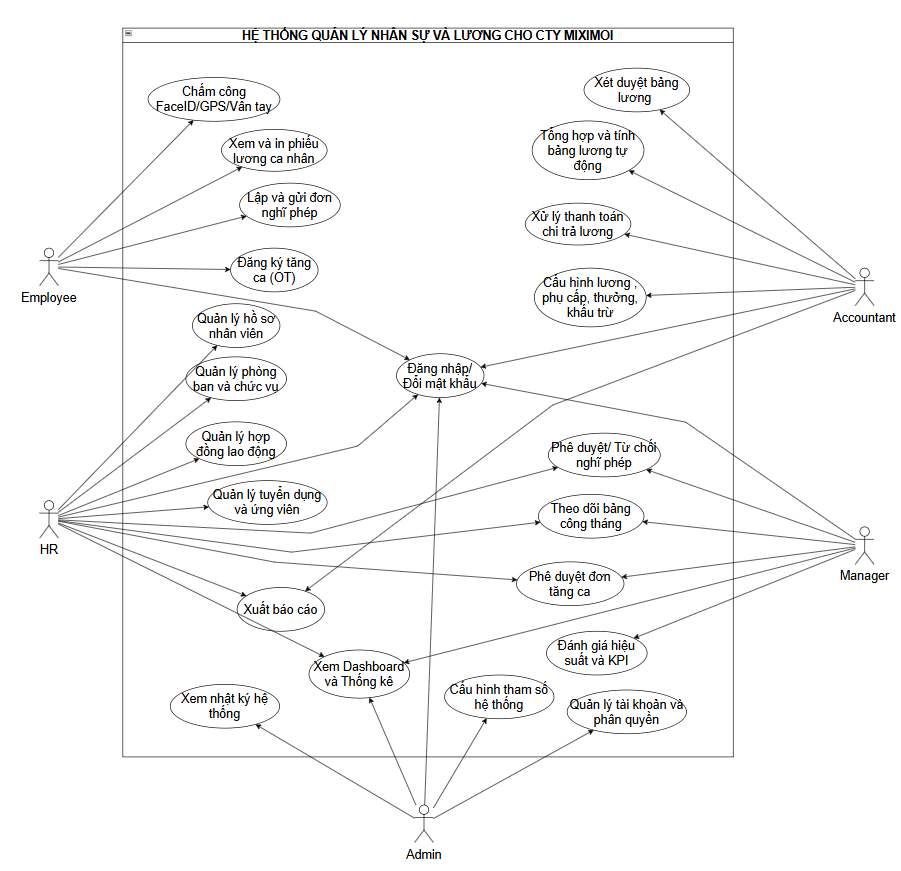 HỆ THỐNG QUẢN LÝ NHÂN SỰ VÀ LƯƠNG CHO CTY MIXIMOI
Chấm công
FaceID/GPS/Vân tay
Xem và in phiếu
lương ca nhân
Lập và gửi đơn
nghĩ phép
Đăng ký tăng
ca (OT)
Employee
Xét duyệt bảng
lương
Tổng hợp và tính
bảng lương tự
động
Xử lý thanh toán
chi trả lương
Cấu hình lương ,
phụ cấp, thưởng,
khấu trừ
Accountant
Quản lý hồ sơ
nhân viên
Quản lý phòng
ban và chức vụ
Quản lý hợp
đồng lao động
Quản lý tuyển dụng
và ứng viên
HR
Đăng nhập/
Đổi mật khẩu
Phê duyệt/ Từ chối
nghĩ phép
Theo dõi bảng
công tháng
Phê duyệt đơn
tăng ca
Đánh giá hiệu
suất và KPI
Manager
Xuất báo cáo
Xem Dashboard
và Thống kê
Xem nhật ký hệ
thống
Cấu hình tham số
hệ thống
Quản lý tài khoản và
phân quyền
Admin